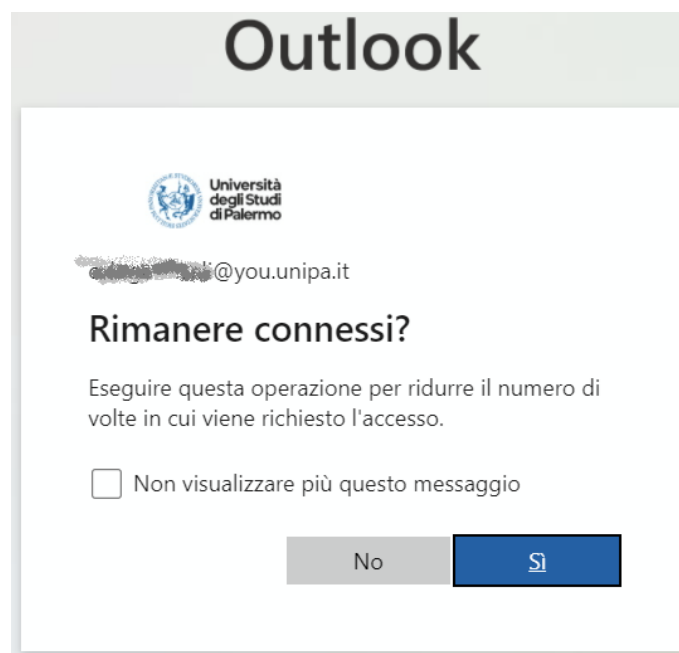 Outlook
Università
degli Studi
di Palermo
@you.unipa.it
Rimanere connessi?
Eseguire questa operazione per ridurre il numero di
volte in cui viene richiesto l'accesso.
Non visualizzare più questo messaggio
No
Sì